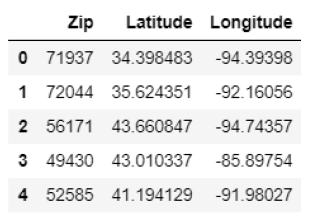 Zip Latitude Longitude
0 71937 34.398483 -94.39398
1 72044 35.624351 -92.16056
2 56171 43.660847 -94.74357
3 49430 43.010337 -85.89754
4 52585 41.194129 -91.98027